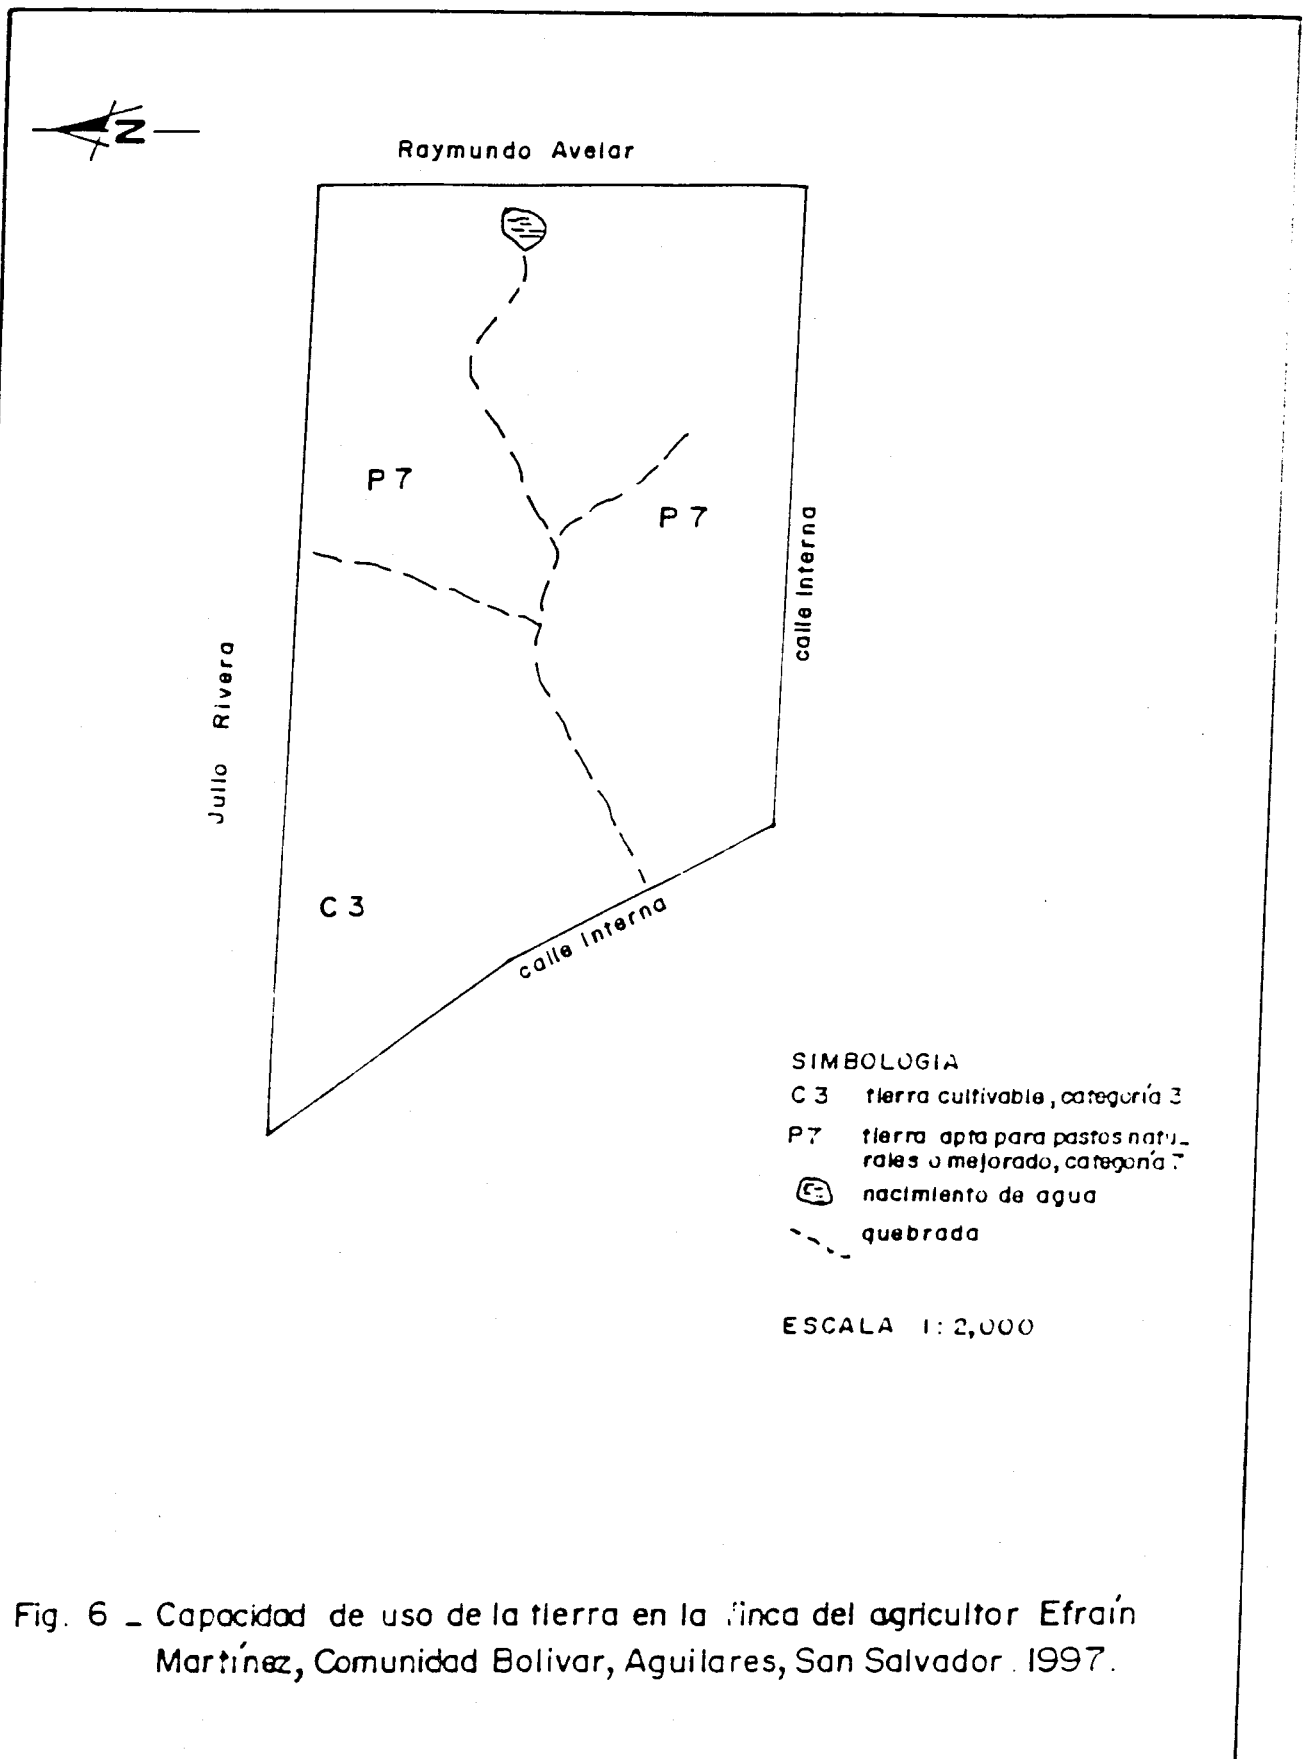 N
Raymundo Avelar
P 7
P 7
calle Interna
Julio Rivera
C 3
calle Interna
SIMBOLOGIA
C 3 tierra cultivable, categoría 3
P7 tierra apta para pastos natu-
rales o mejorado, categoría 7
nacimiento de agua
quebrada
ESCALA 1: 2,000
Fig. 6 - Capacidad de uso de la tierra en la finca del agricultor Efraín
Martínez, Comunidad Bolivar, Aguilares, San Salvador. 1997.